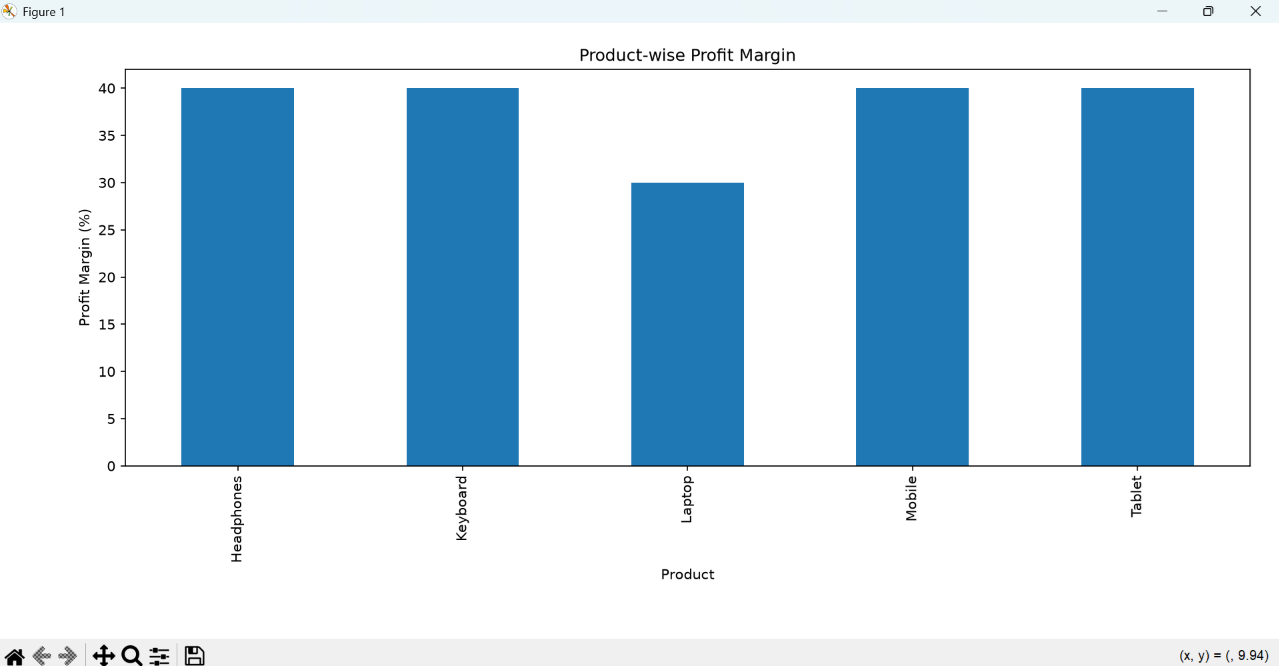 Figure 1
Product-wise Profit Margin
40
35
30
25
20
15
10
5
0
Profit Margin (%)
Headphones
Keyboard
Laptop
Mobile
Tablet
Product
(x, y) = (, 9.94)